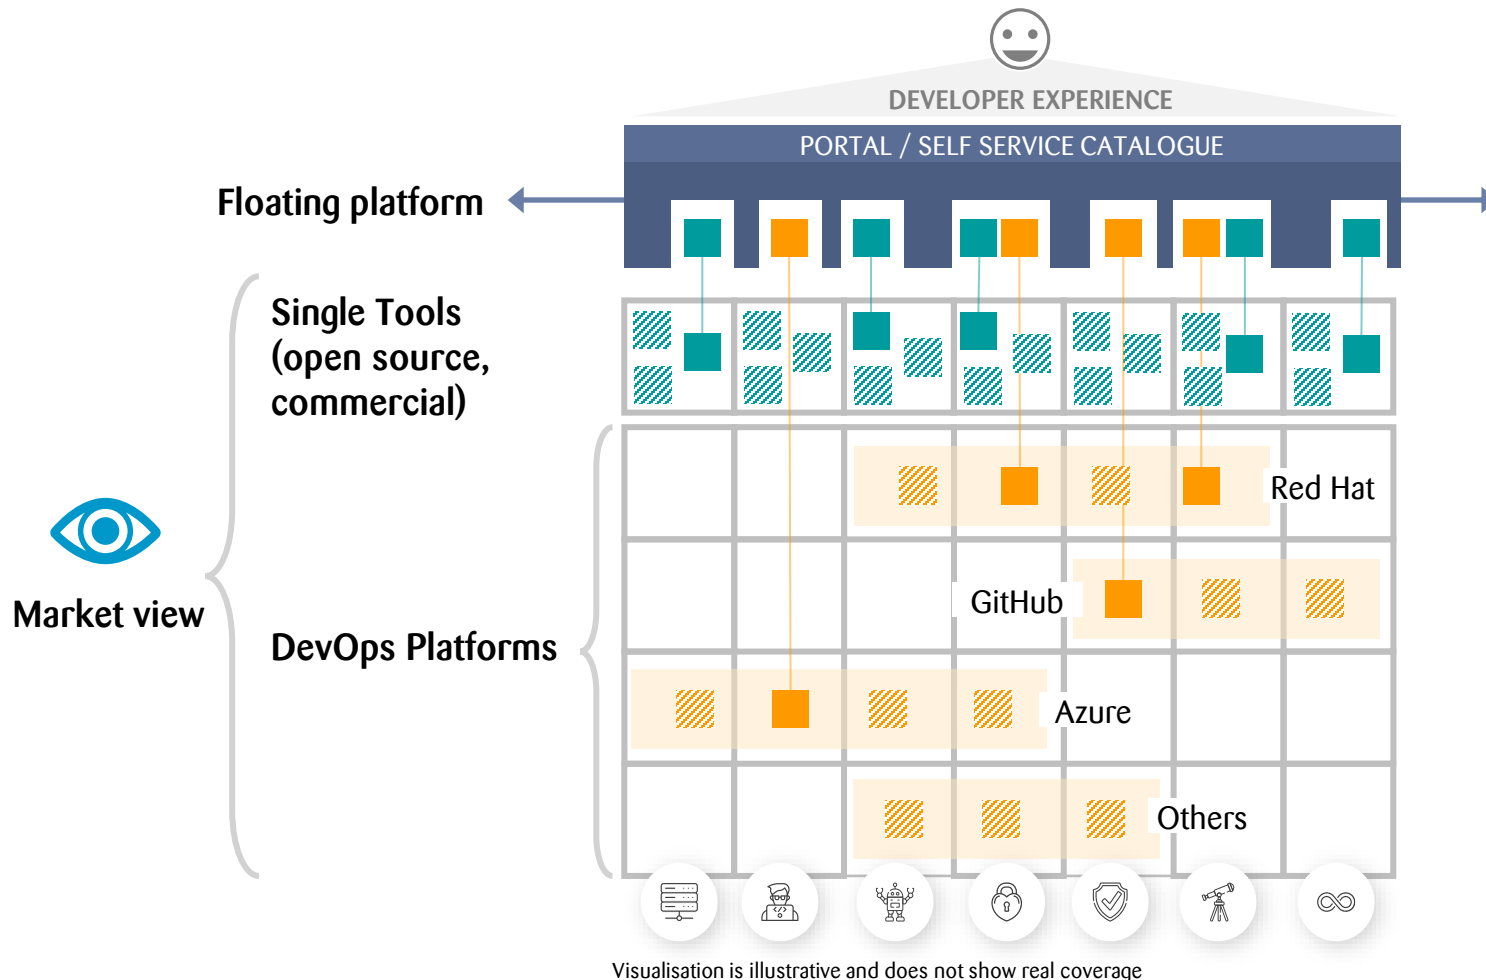 DEVELOPER EXPERIENCE
PORTAL / SELF SERVICE CATALOGUE
Floating platform
Single Tools
(open source,
commercial)
Red Hat
GitHub
Market view
DevOps Platforms
Azure
Others
Visualisation is illustrative and does not show real coverage